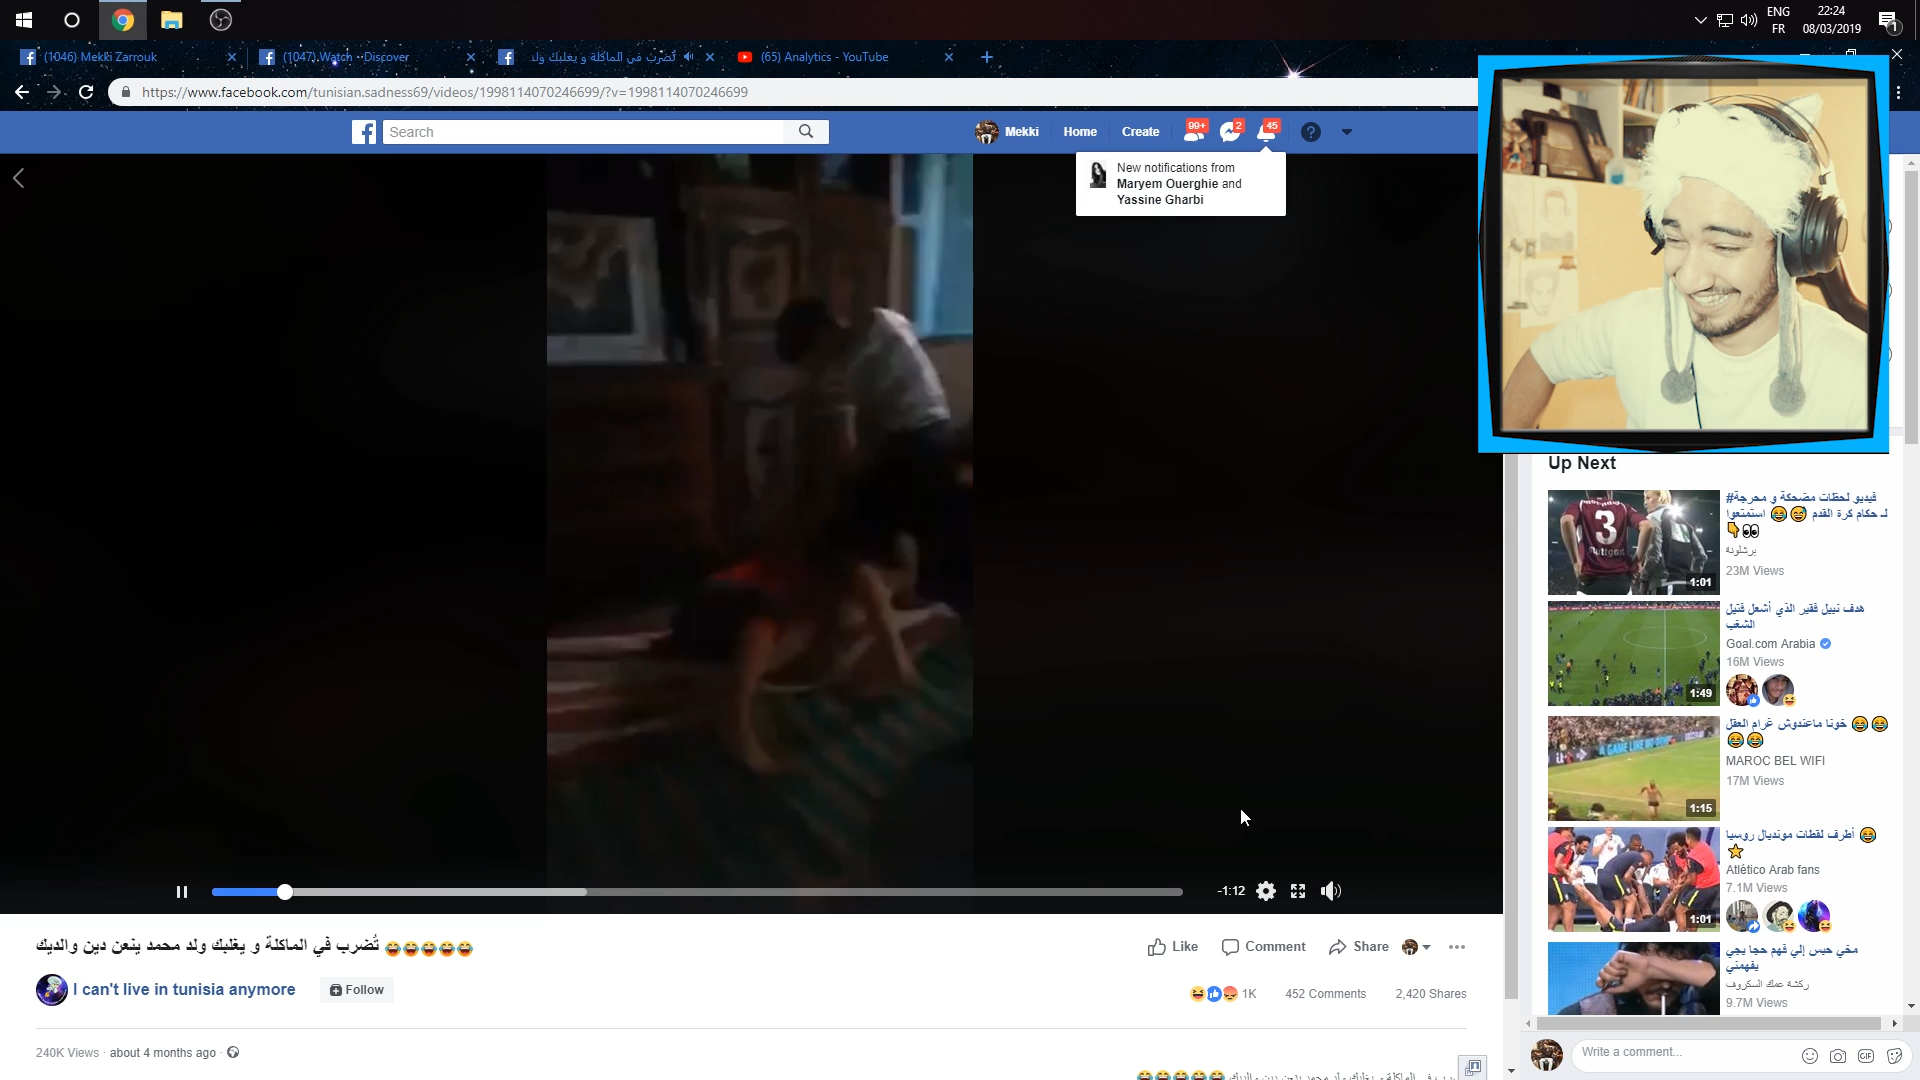 ENG
FR
22:24
08/03/2019
1
(1046) Mekki Zarrouk
(1047) Watch - Discover
تُضرب في الماكلة و يغلبك ولد
(65) Analytics - YouTube
https://www.facebook.com/tunisian.sadness69/videos/1998114070246699/?v=1998114070246699
Search
Mekki
Home
Create
99+
2
45
New notifications from
Maryem Ouerghie and
Yassine Gharbi
Up Next
#فيديو لحظات مضحكة و محرجة
لـ حكام كرة القدم 😅😂 استمتعوا
👇👀
برشلونة
23M Views
1:01
هدف نبيل فقير الذي أشعل فتيل
الشغب
Goal.com Arabia
16M Views
1:49
خونا ماعندوش غرام العقل 😂😂
😂😂
MAROC BEL WIFI
17M Views
1:15
أطرف لقطات مونديال روسيا 😂
⭐
Atlético Arab fans
7.1M Views
1:01
مخي حبس إلي فهم حجا يجي
يفهمني
ركشة عمك السكروف
9.7M Views
-1:12
تُضرب في الماكلة و يغلبك ولد محمد ينعن دين والديك 😂😂😂😂😂
Like
Comment
Share
I can't live in tunisia anymore
Follow
1K
452 Comments
2,420 Shares
240K Views · about 4 months ago ·
Write a comment...
GIF